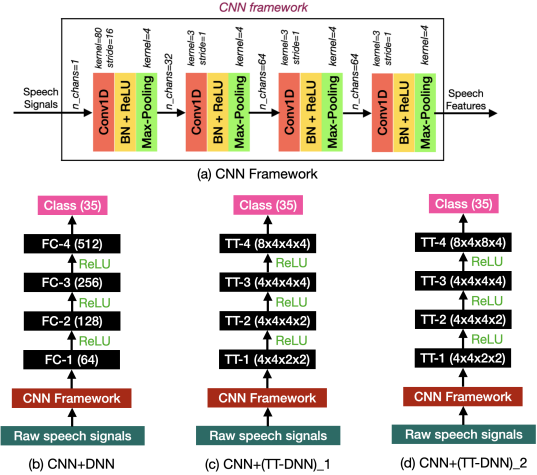 CNN framework
kernel=80
stride=16
kernel=4
kernel=3
stride=1
kernel=4
kernel=3
stride=1
kernel=4
kernel=3
stride=1
kernel=4
Speech
Signals
n_chans=1
Conv1D
BN + ReLU
Max-Pooling
n_chans=32
Conv1D
BN + ReLU
Max-Pooling
n_chans=64
Conv1D
BN + ReLU
Max-Pooling
n_chans=64
Conv1D
BN + ReLU
Max-Pooling
Speech
Features
(a) CNN Framework
Class (35)
FC-4 (512)
ReLU
FC-3 (256)
ReLU
FC-2 (128)
ReLU
FC-1 (64)
CNN Framework
Raw speech signals
(b) CNN+DNN
Class (35)
TT-4 (8x4x4x4)
ReLU
TT-3 (4x4x4x4)
ReLU
TT-2 (4x4x4x2)
ReLU
TT-1 (4x4x2x2)
CNN Framework
Raw speech signals
(c) CNN+(TT-DNN)_1
Class (35)
TT-4 (8x4x8x4)
ReLU
TT-3 (4x4x4x4)
ReLU
TT-2 (4x4x4x2)
ReLU
TT-1 (4x4x2x2)
CNN Framework
Raw speech signals
(d) CNN+(TT-DNN)_2